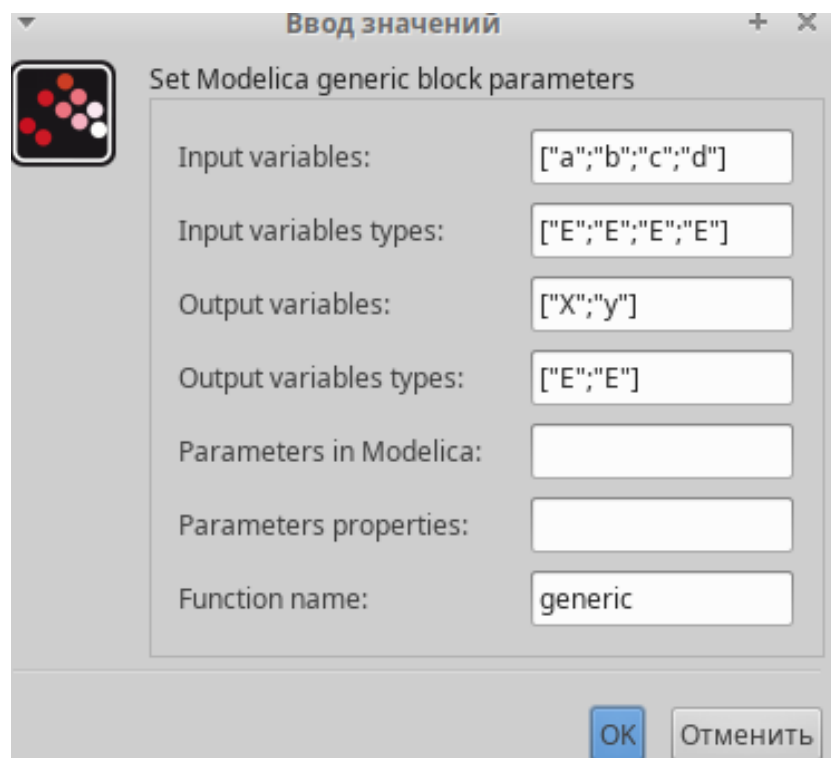 Ввод значений
Set Modelica generic block parameters
Input variables: ["a";"b";"c";"d"]
Input variables types: ["E";"E";"E";"E"]
Output variables: ["X";"y"]
Output variables types: ["E";"E"]
Parameters in Modelica:
Parameters properties:
Function name: generic
OK Отменить